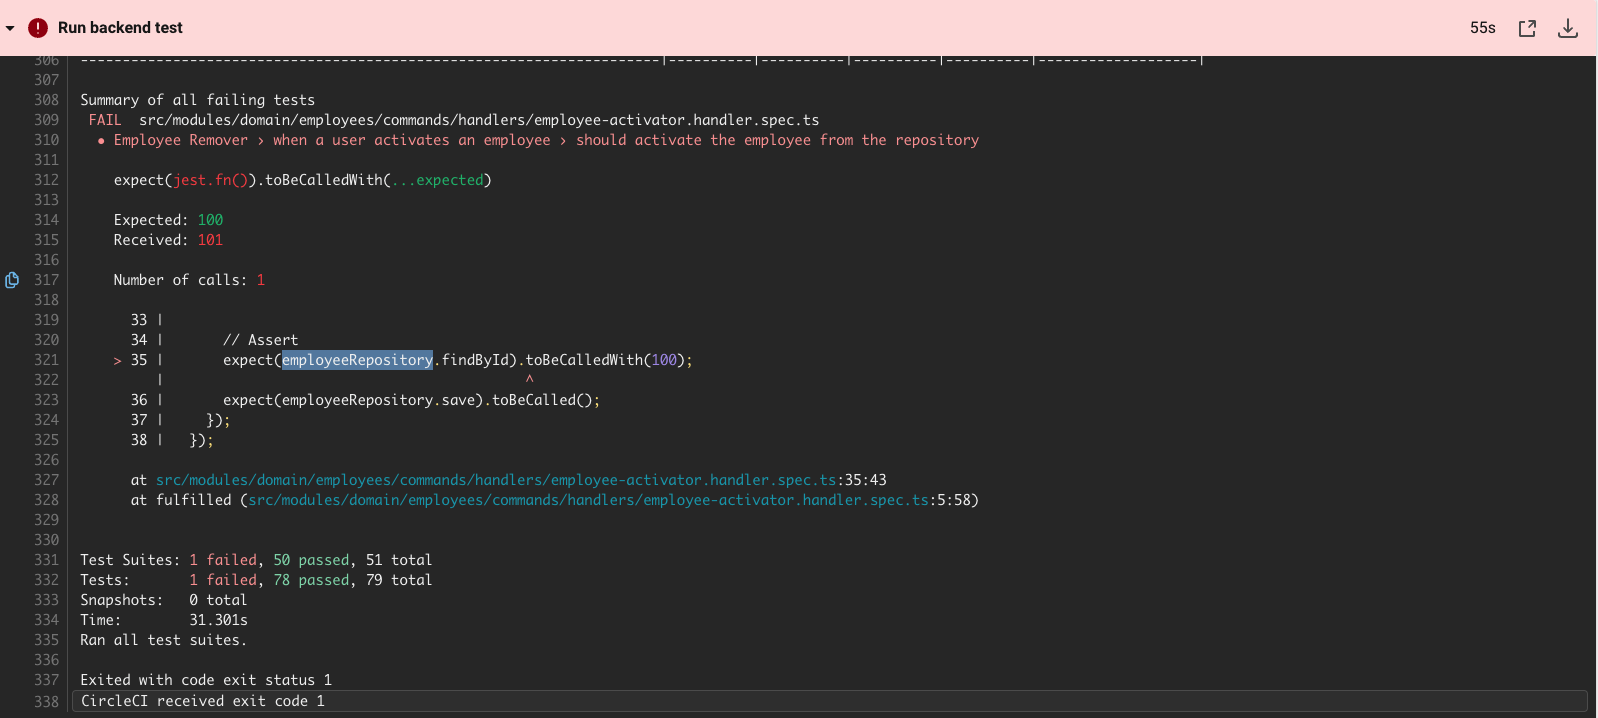 Run backend test 55s
306 ---------------------------------------------------------------------|----------|----------|----------|----------|-------------------|
307
308 Summary of all failing tests
309 FAIL src/modules/domain/employees/commands/handlers/employee-activator.handler.spec.ts
310 ● Employee Remover › when a user activates an employee › should activate the employee from the repository
311
312 expect(jest.fn()).toBeCalledWith(...expected)
313
314 Expected: 100
315 Received: 101
316
317 Number of calls: 1
318
319 33 |
320 34 | // Assert
321 > 35 | expect(employeeRepository.findById).toBeCalledWith(100);
322 | ^
323 36 | expect(employeeRepository.save).toBeCalled();
324 37 | });
325 38 | });
326
327 at src/modules/domain/employees/commands/handlers/employee-activator.handler.spec.ts:35:43
328 at fulfilled (src/modules/domain/employees/commands/handlers/employee-activator.handler.spec.ts:5:58)
329
330
331 Test Suites: 1 failed, 50 passed, 51 total
332 Tests: 1 failed, 78 passed, 79 total
333 Snapshots: 0 total
334 Time: 31.301s
335 Ran all test suites.
336
337 Exited with code exit status 1
338 CircleCI received exit code 1